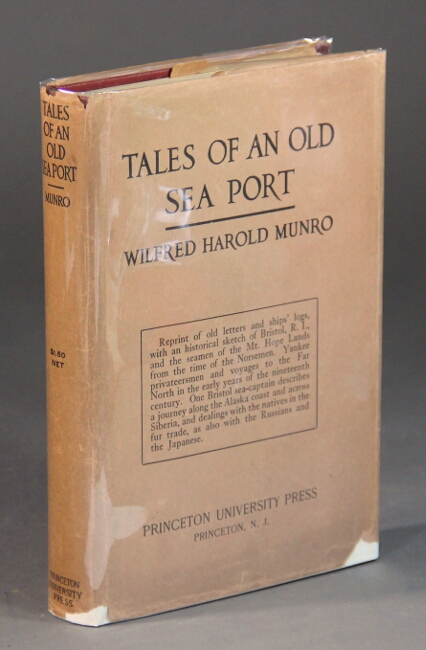 TALES
OF AN
OLD
SEA PORT
MUNRO
$1.50
NET
PRINCETON
UNIVERSITY
PRESS
TALES OF AN OLD
SEA PORT
WILFRED HAROLD MUNRO
Reprint of old letters and ships' logs,
with an historical sketch of Bristol, R. I.,
and the seamen of the Mt. Hope Lands
from the time of the Norsemen. Yankee
privateersmen and voyages to the Far
North in the early years of the nineteenth
century. One Bristol sea-captain describes
a journey along the Alaska coast and across
Siberia, and dealings with the natives in the
fur trade, as also with the Russians and
the Japanese.
PRINCETON UNIVERSITY PRESS
PRINCETON, N. J.